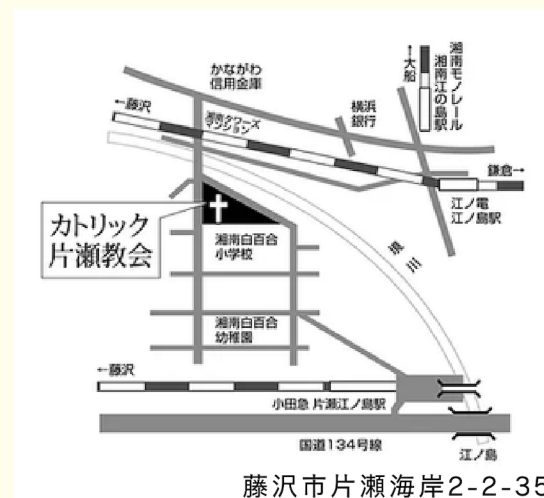 かながわ
信用金庫
←藤沢
湘南タワーズ
マンション
横浜
銀行
←大船
湘南モノレール
湘南江の島駅
鎌倉→
江ノ電
江ノ島駅
カトリック
片瀬教会
湘南白百合
小学校
川
湘南白百合
幼稚園
←藤沢
小田急 片瀬江ノ島駅
国道134号線
江ノ島
藤沢市片瀬海岸2-2-35